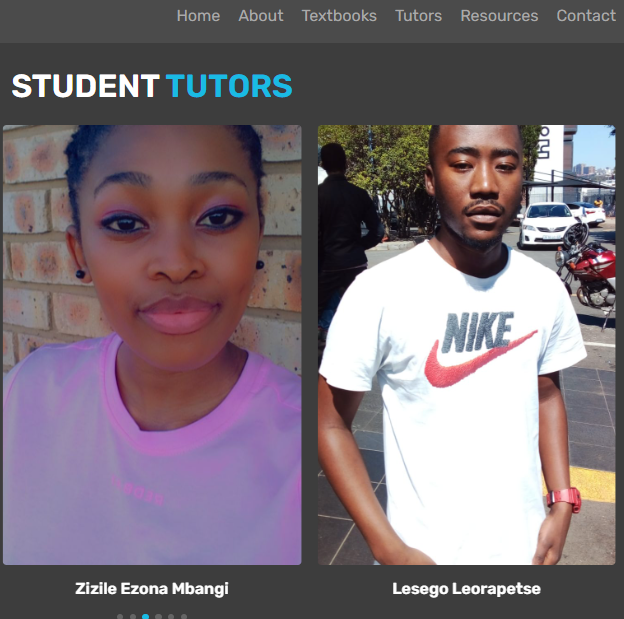 Home About Textbooks Tutors Resources Contact
STUDENT TUTORS
NIKE
Zizile Ezona Mbangi
Lesego Leorapetse